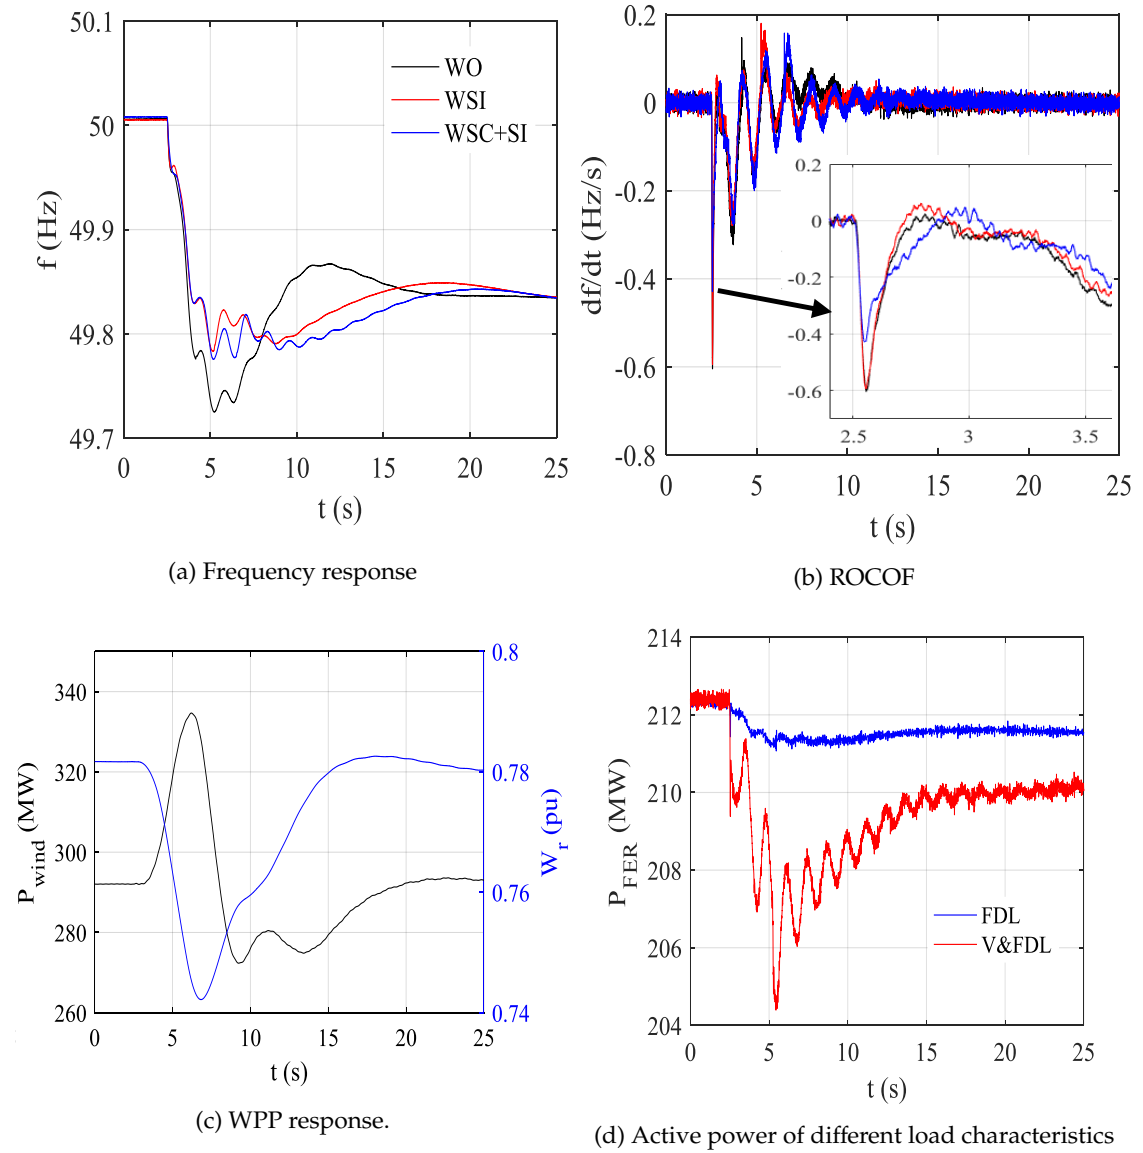 50.1
50
49.9
49.8
49.7
f (Hz)
WO
WSI
WSC+SI
0 5 10 15 20 25
t (s)
(a) Frequency response
0.2
0
-0.2
-0.4
-0.6
-0.8
df/dt (Hz/s)
0.2
0
-0.2
-0.4
-0.6
2.5 3 3.5
0 5 10 15 20 25
t (s)
(b) ROCOF
340
320
300
280
260
P_wind (MW)
0.8
0.78
0.76
0.74
W_r (pu)
0 5 10 15 20 25
t (s)
(c) WPP response.
214
212
210
208
206
204
P_FER (MW)
FDL
V&FDL
0 5 10 15 20 25
t (s)
(d) Active power of different load characteristics